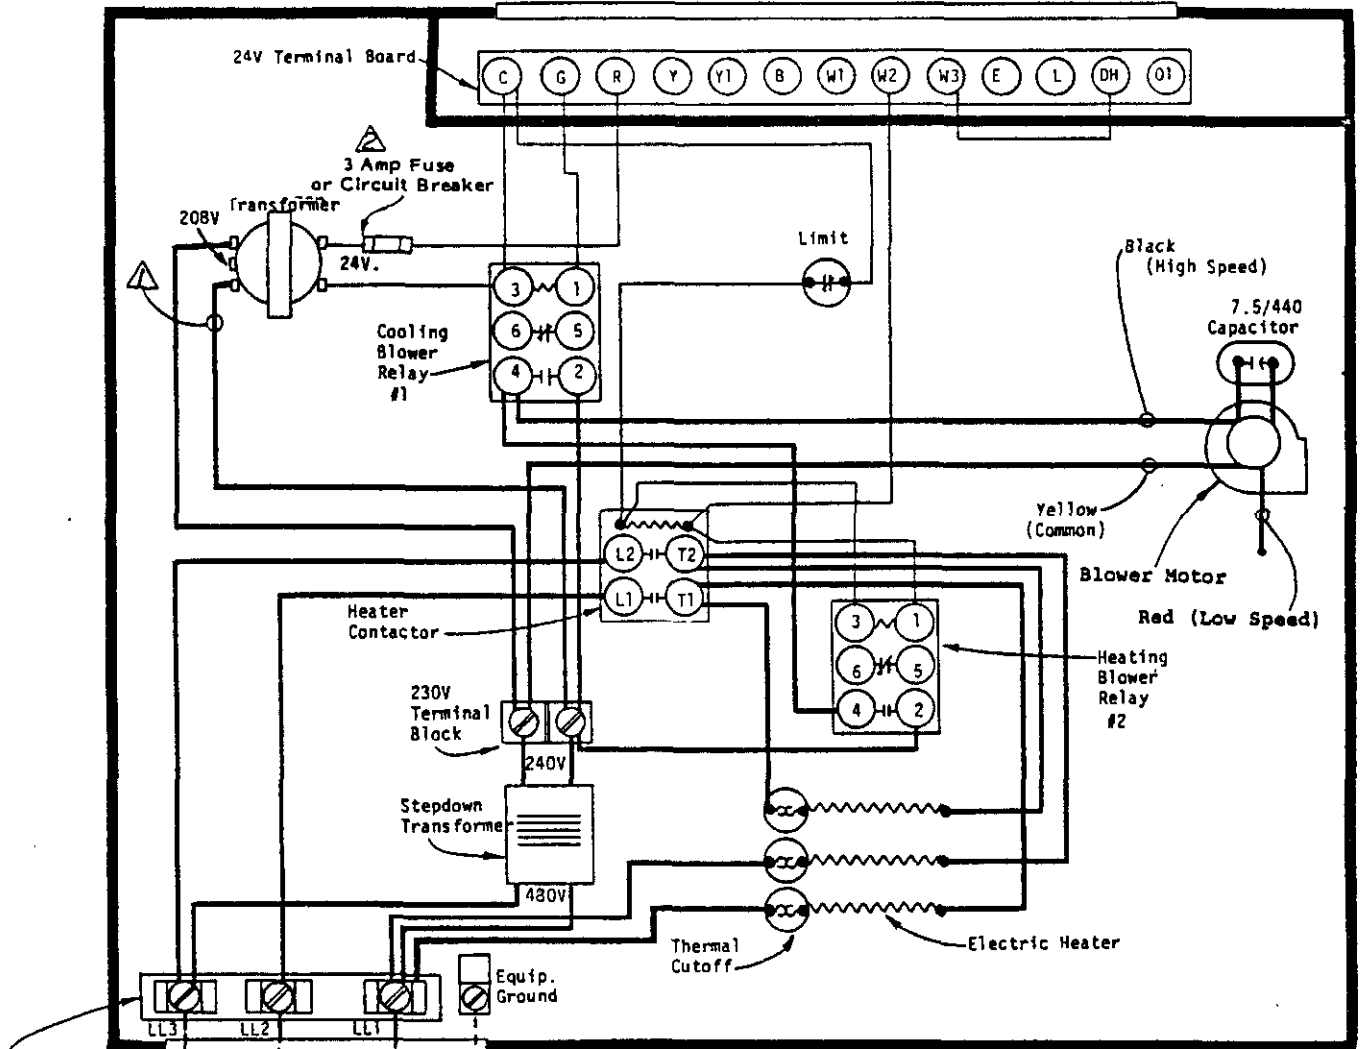 24V Terminal Board
C G R Y Y1 B W1 W2 W3 E L DH O1
2
3 Amp Fuse
or Circuit Breaker
Transformer
208V
24V.
1
Limit
Black
(High Speed)
7.5/440
Capacitor
3 1
6 5
4 2
Cooling
Blower
Relay
#1
Yellow
(Common)
Blower Motor
Red (Low Speed)
L2 T2
L1 T1
Heater
Contactor
3 1
6 5
4 2
Heating
Blower
Relay
#2
230V
Terminal
Block
240V
Stepdown
Transformer
480V
Thermal
Cutoff
Electric Heater
Equip.
Ground
LL3 LL2 LL1